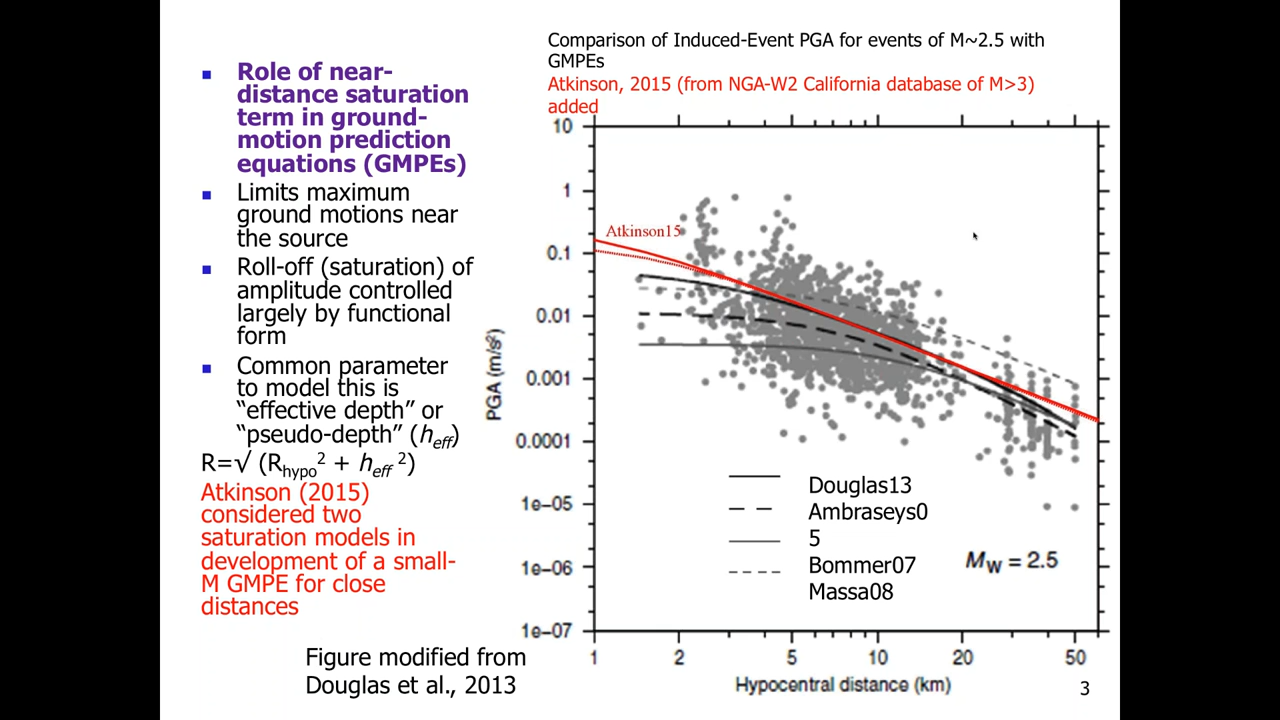 Role of near-
distance saturation
term in ground-
motion prediction
equations (GMPEs)
Limits maximum
ground motions near
the source
Roll-off (saturation) of
amplitude controlled
largely by functional
form
Common parameter
to model this is
“effective depth” or
“pseudo-depth” (heff)
R=√ (Rhypo2 + heff 2)
Atkinson (2015)
considered two
saturation models in
development of a small-
M GMPE for close
distances
Figure modified from
Douglas et al., 2013
Comparison of Induced-Event PGA for events of M~2.5 with
GMPEs
Atkinson, 2015 (from NGA-W2 California database of M>3)
added
10
1
0.1
0.01
0.001
0.0001
1e-05
1e-06
1e-07
PGA (m/s2)
Atkinson15
Douglas13
Ambraseys0
5
Bommer07
Massa08
MW = 2.5
1 2 5 10 20 50
Hypocentral distance (km)
3